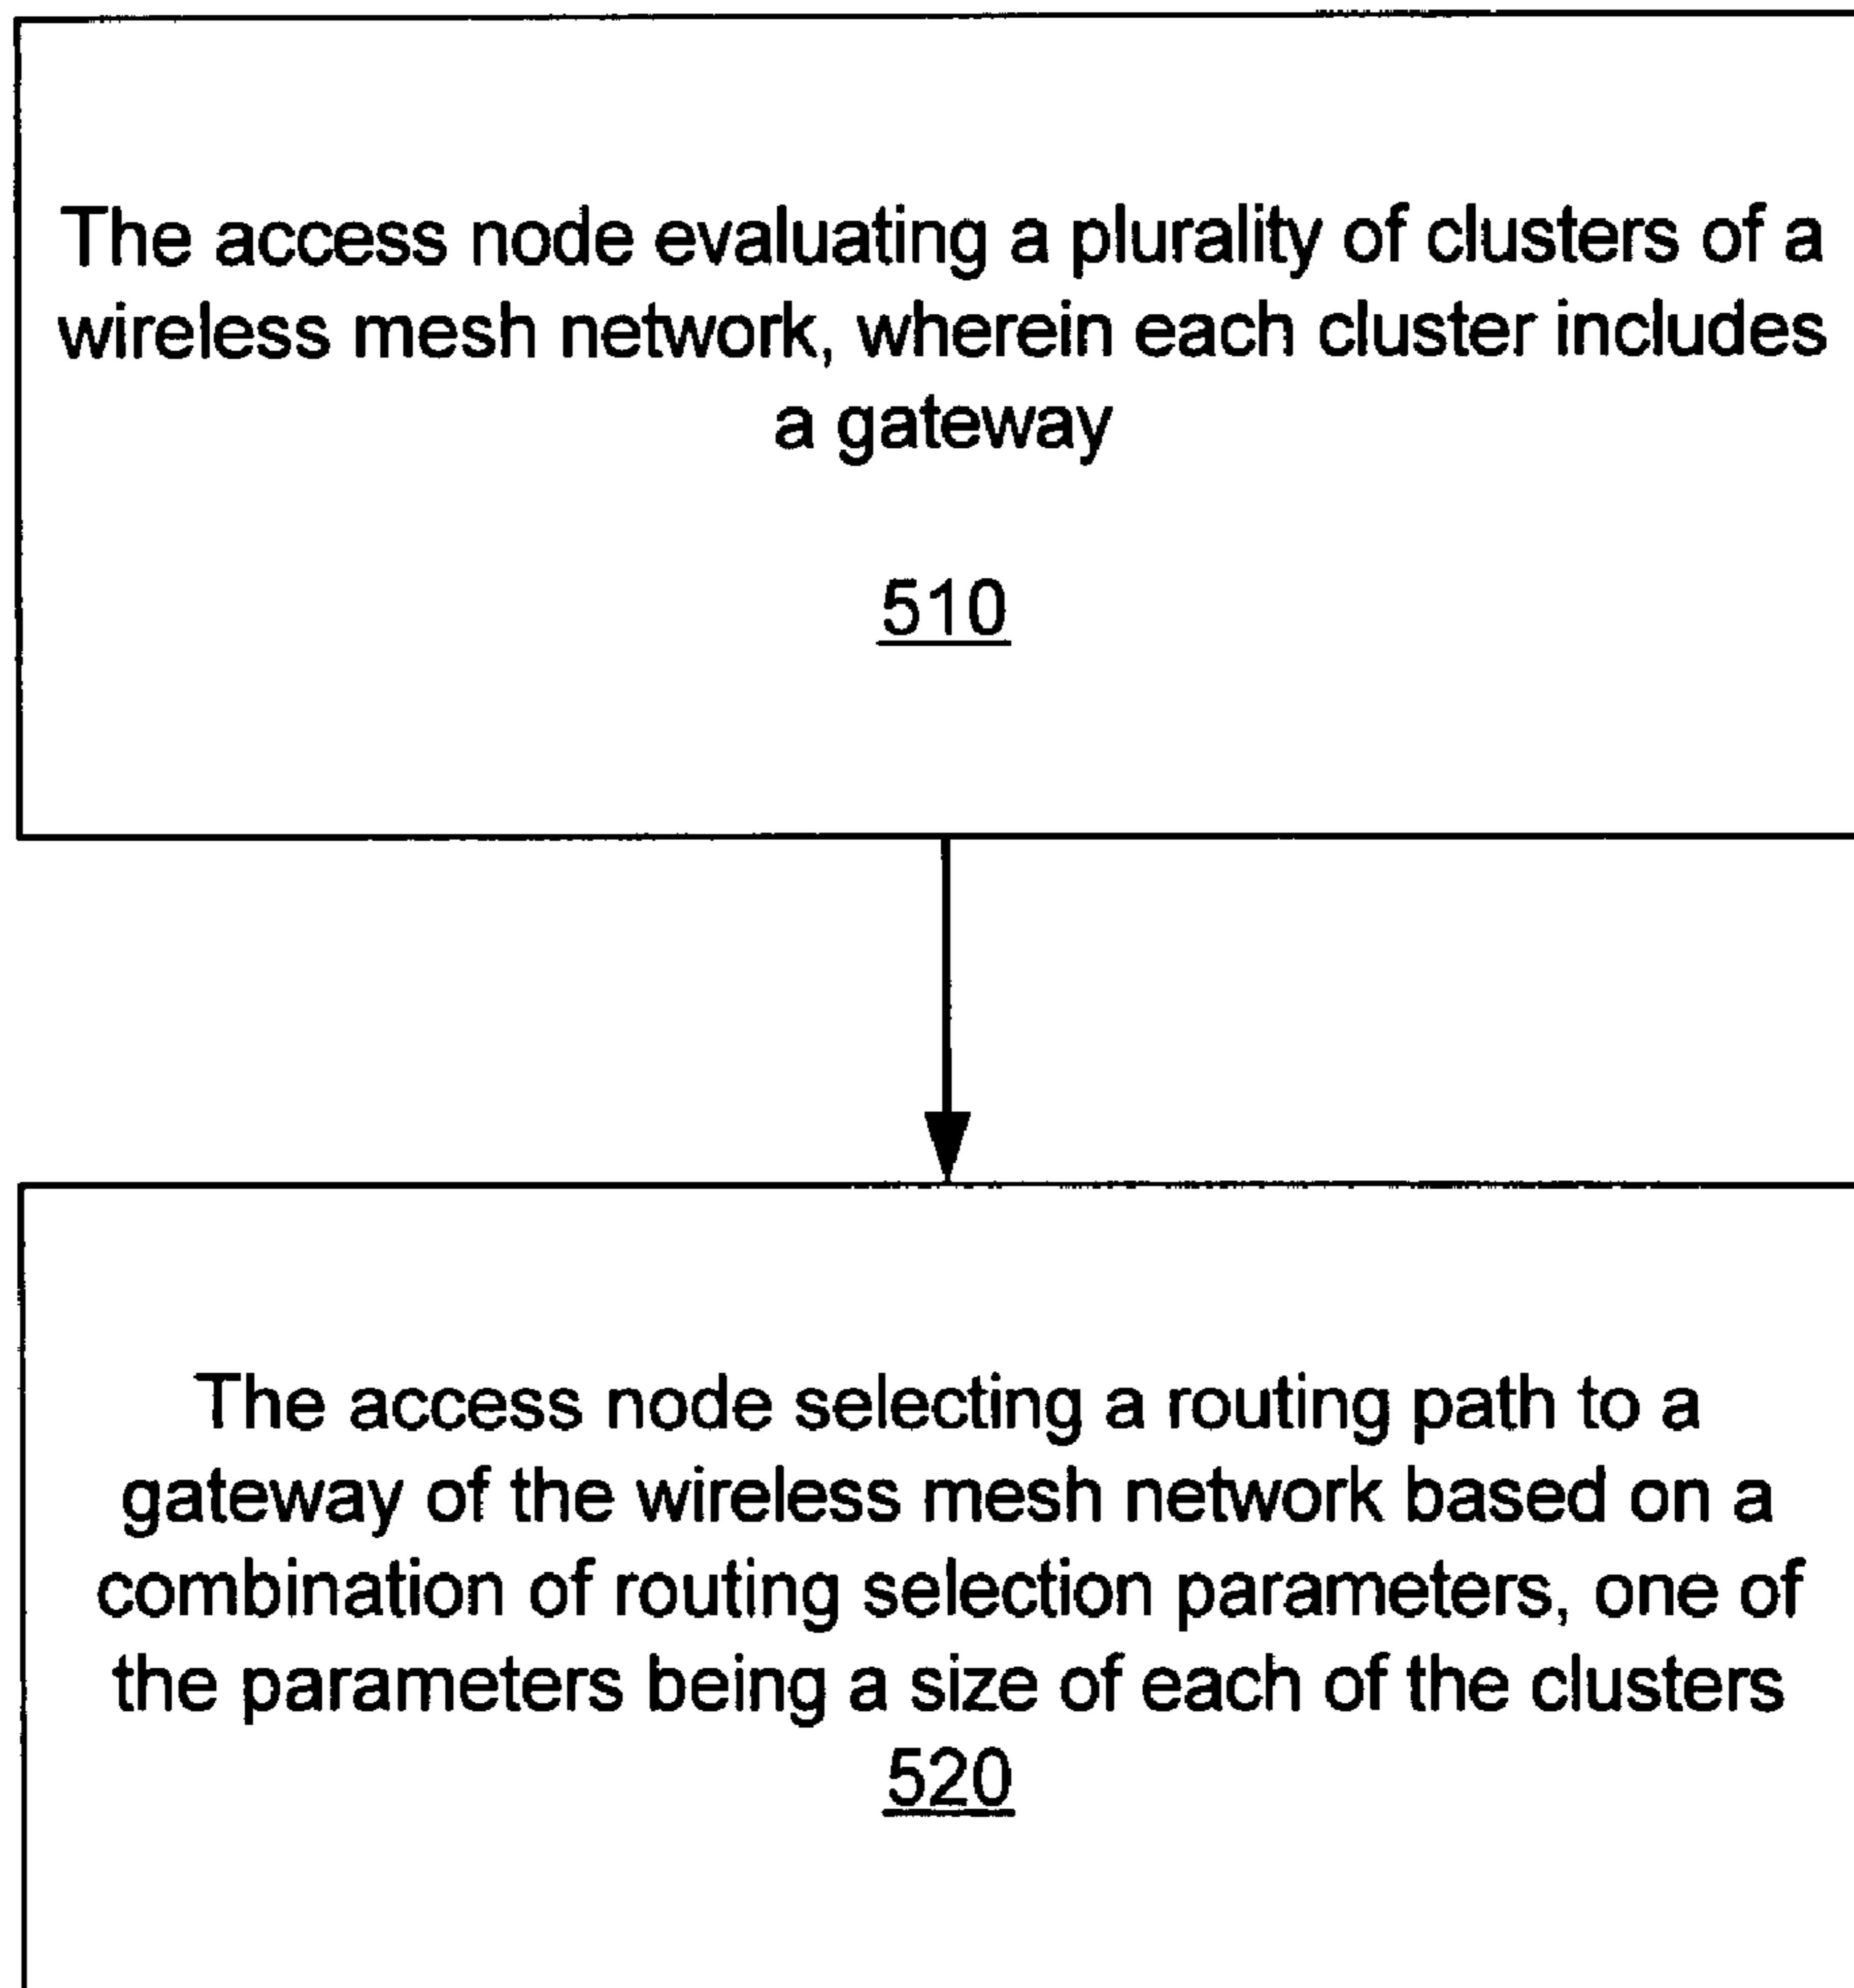 The access node evaluating a plurality of clusters of a
wireless mesh network, wherein each cluster includes
a gateway
510
The access node selecting a routing path to a
gateway of the wireless mesh network based on a
combination of routing selection parameters, one of
the parameters being a size of each of the clusters
520